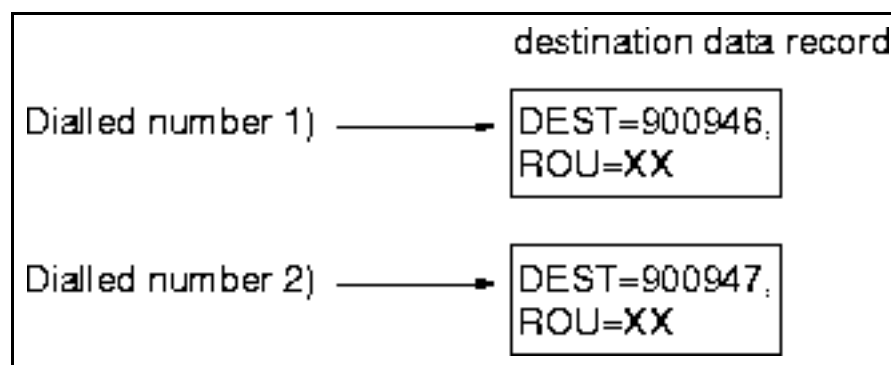 destination data record
Dialled number 1)
DEST=900946,
ROU=XX
Dialled number 2)
DEST=900947,
ROU=XX